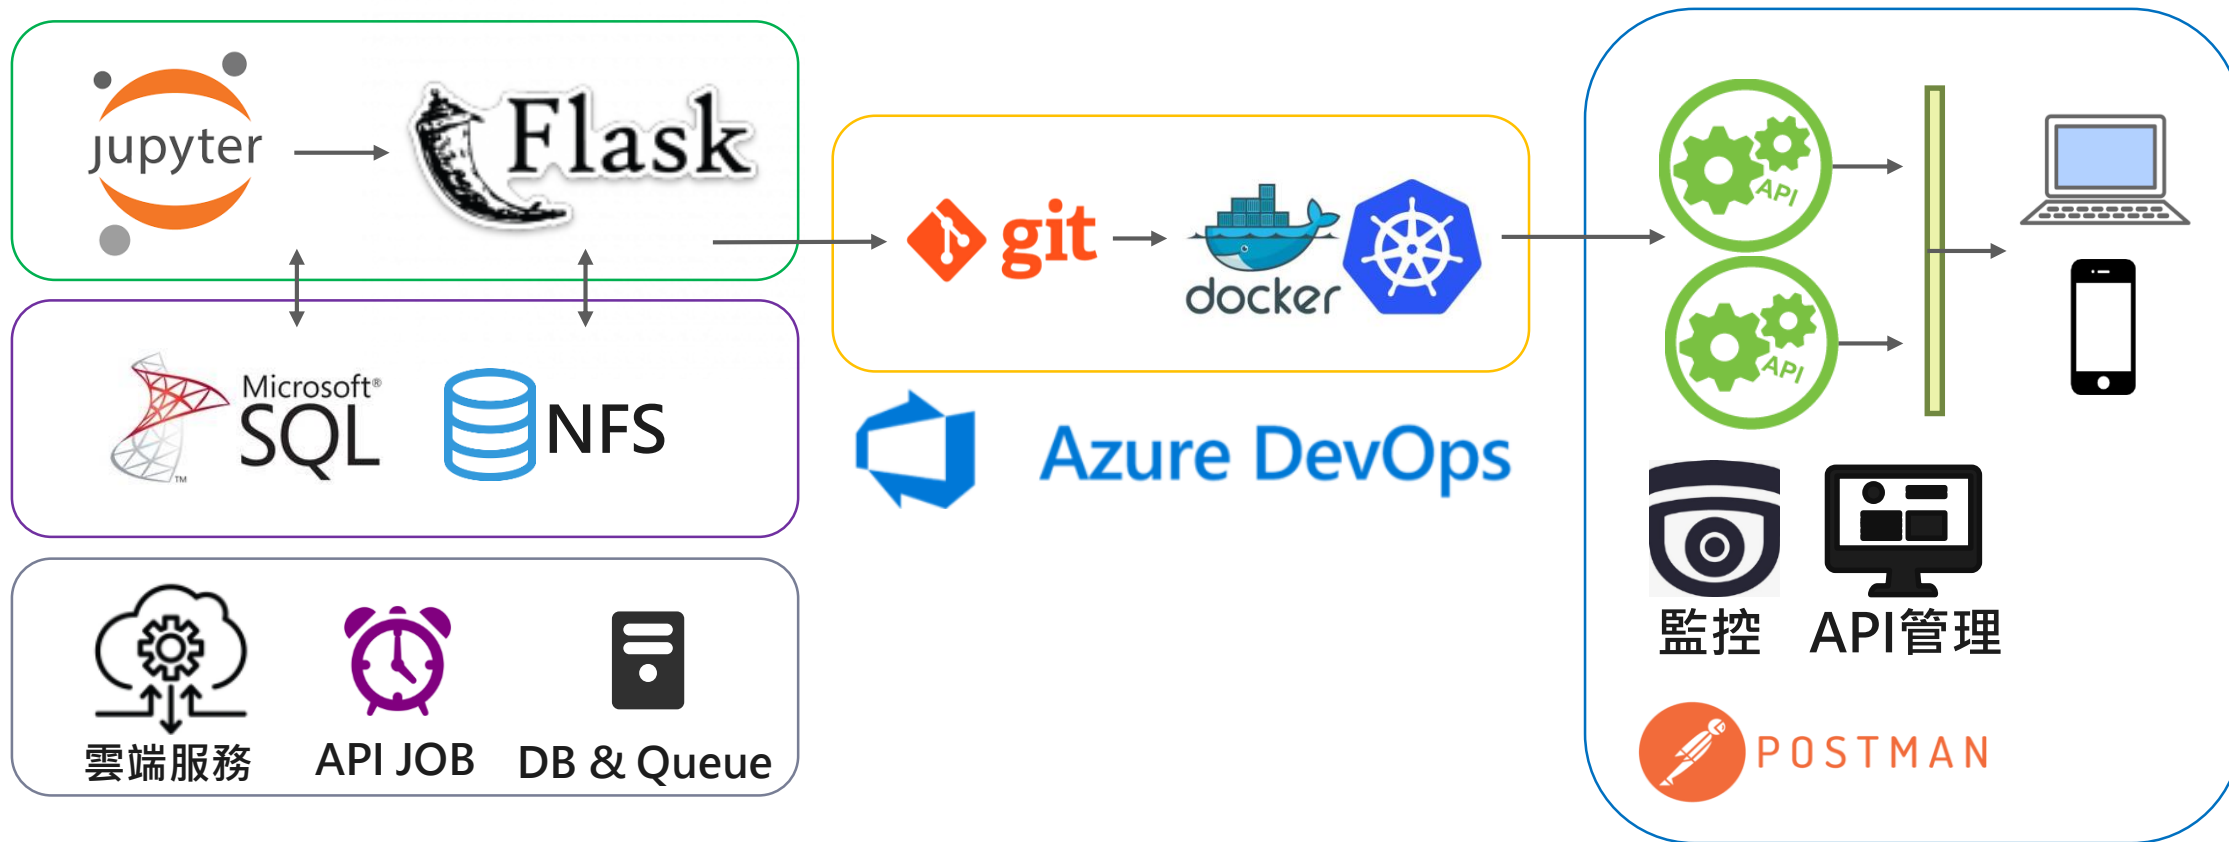 jupyter
Flask
Microsoft®
SQL
TM
NFS
雲端服務
API JOB
DB & Queue
git
docker
Azure DevOps
API
API
監控
API管理
POSTMAN